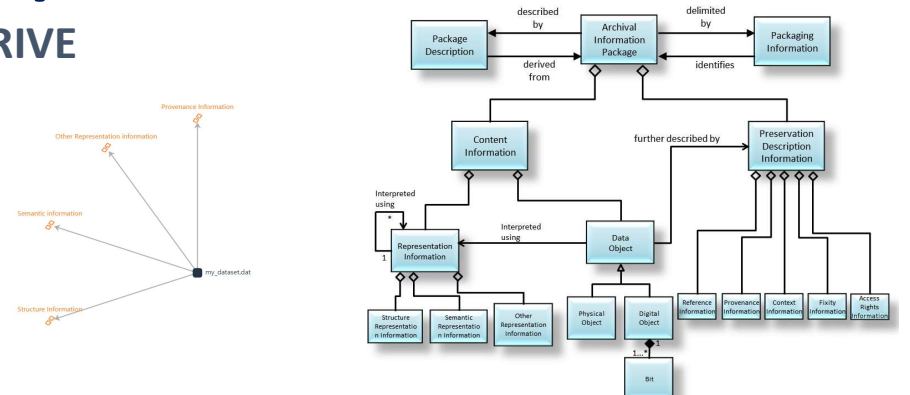 RIVE
Provenance Information
Other Representation information
Semantic information
my_dataset.dat
Structure Information
described
by
delimited
by
Package
Description
Archival
Information
Package
Packaging
Information
derived
from
identifies
Content
Information
further described by
Preservation
Description
Information
Interpreted
using
*
1
Representation
Information
Interpreted
using
Data
Object
Structure
Representatio
n Information
Semantic
Representatio
n Information
Other
Representation
Information
Physical
Object
Digital
Object
Reference
Information
Provenance
Information
Context
Information
Fixity
Information
Access
Rights
Information
1
1...*
Bit